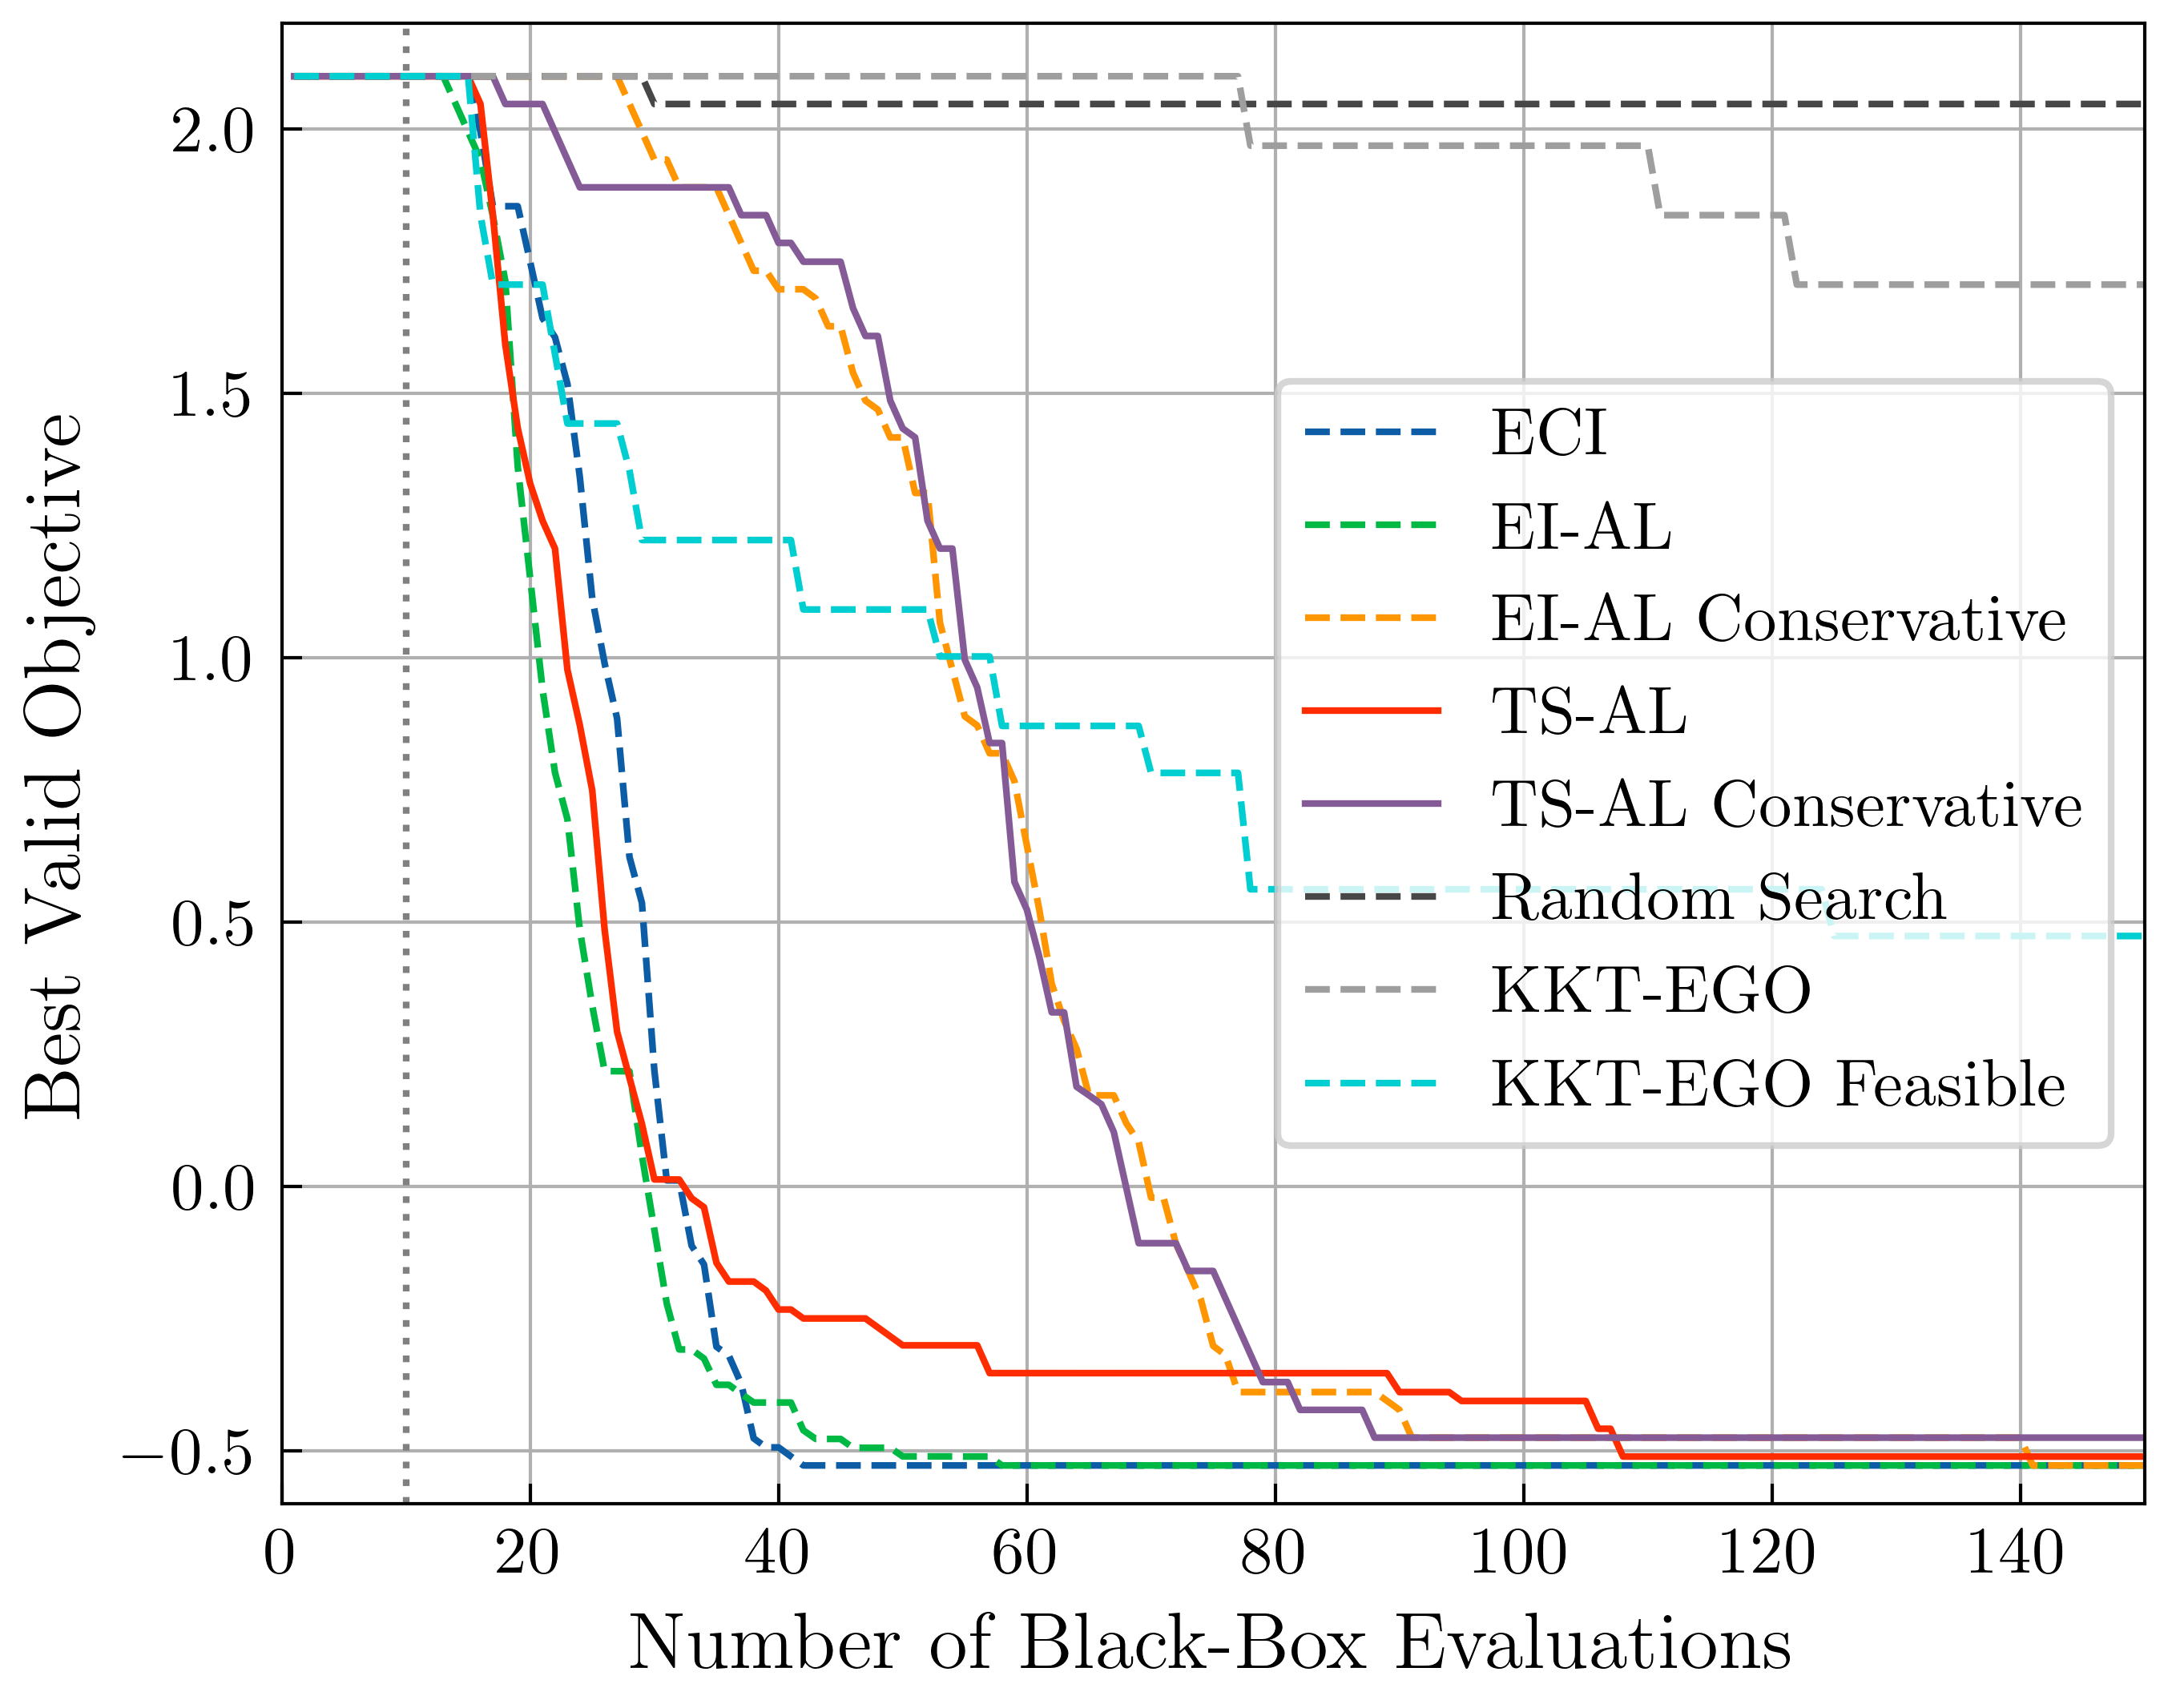 2.0
1.5
1.0
0.5
0.0
−0.5
Best Valid Objective
ECI
EI-AL
EI-AL Conservative
TS-AL
TS-AL Conservative
Random Search
KKT-EGO
KKT-EGO Feasible
0 20 40 60 80 100 120 140
Number of Black-Box Evaluations